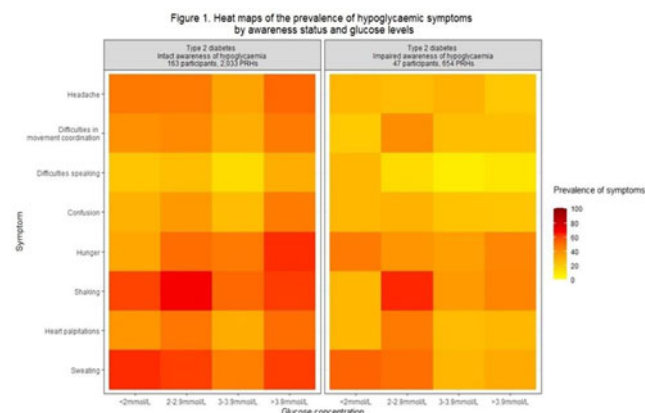 Figure 1. Heat maps of the prevalence of hypoglycaemic symptoms
by awareness status and glucose levels
Type 2 diabetes
Intact awareness of hypoglycaemia
163 participants, 2,033 PRHs
Type 2 diabetes
Impaired awareness of hypoglycaemia
47 participants, 654 PRHs
Symptom
Headache
Difficulties in
movement coordination
Difficulties speaking
Confusion
Hunger
Shaking
Heart palpitations
Sweating
Prevalence of symptoms
100
80
60
40
20
0
<2mmol/L
2-2.9mmol/L
3-3.9mmol/L
>3.9mmol/L
<2mmol/L
2-2.9mmol/L
3-3.9mmol/L
>3.9mmol/L
Glucose concentration